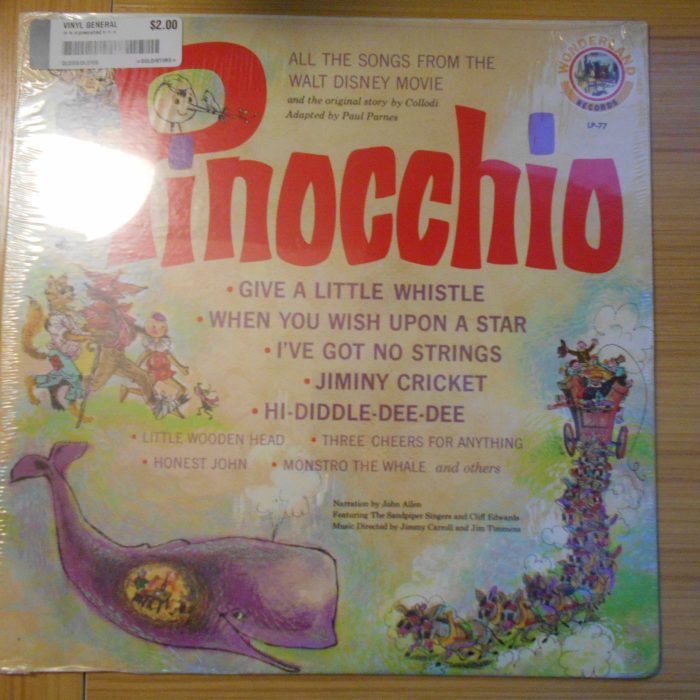 VINYL GENERAL
$2.00
Pinocchio
ALL THE SONGS FROM THE
WALT DISNEY MOVIE
and the original story by Collodi
Adapted by Paul Parnes
WONDERLAND
RECORDS
LP-77
• GIVE A LITTLE WHISTLE
• WHEN YOU WISH UPON A STAR
• I'VE GOT NO STRINGS
• JIMINY CRICKET
• HI-DIDDLE-DEE-DEE
• LITTLE WOODEN HEAD • THREE CHEERS FOR ANYTHING
• HONEST JOHN • MONSTRO THE WHALE and others
Narration by John Allen
Featuring The Sandpiper Singers and Cliff Edwards
Music Directed by Jimmy Carroll and Jim Timmens